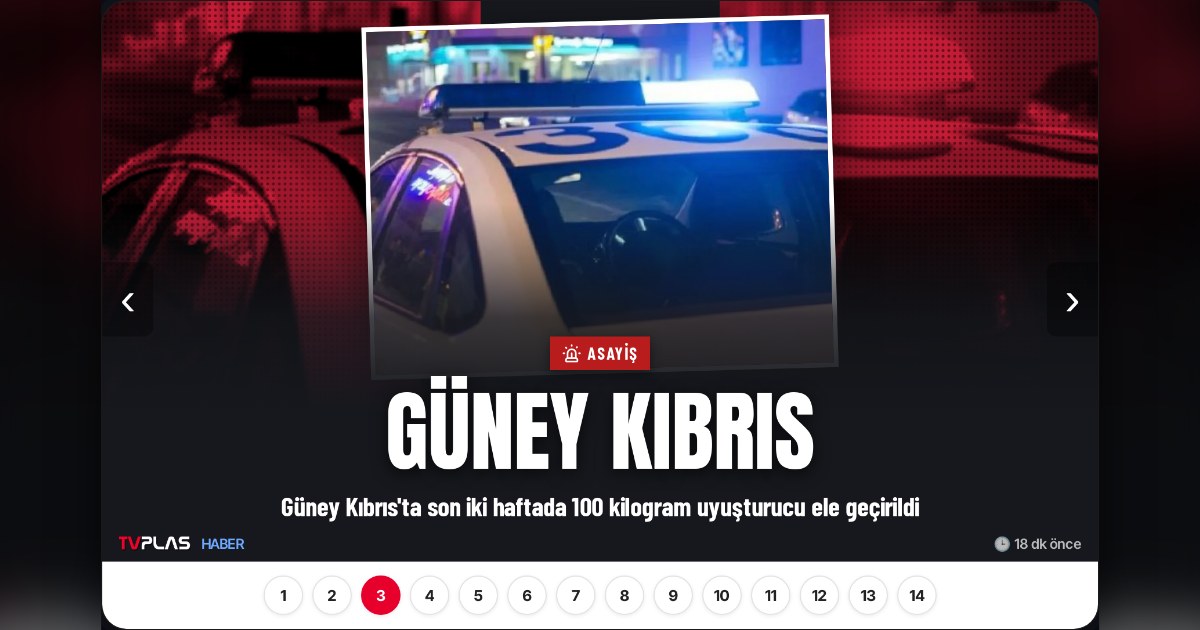 ASAYİŞ
GÜNEY KIBRIS
Güney Kıbrıs'ta son iki haftada 100 kilogram uyuşturucu ele geçirildi
TVPLAS HABER
18 dk önce
1 2 3 4 5 6 7 8 9 10 11 12 13 14